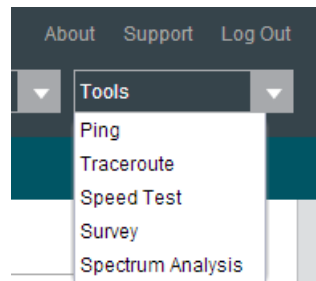 About Support Log Out
Tools
Ping
Traceroute
Speed Test
Survey
Spectrum Analysis